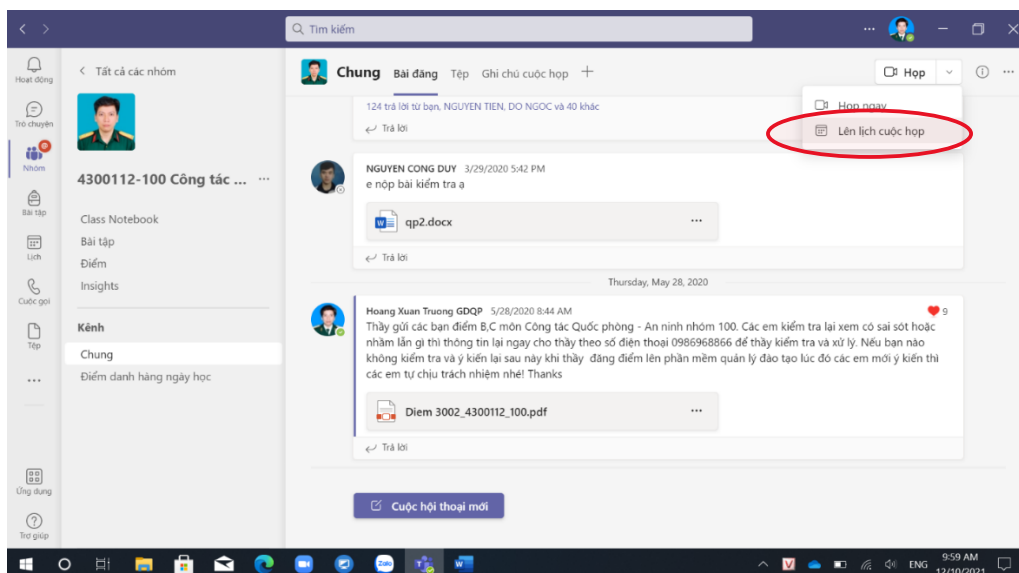 Tìm kiếm
Hoạt động
Trò chuyện
Nhóm
Bài tập
Lịch
Cuộc gọi
Tệp
Ứng dụng
Trợ giúp
Tất cả các nhóm
4300112-100 Công tác ...
Class Notebook
Bài tập
Điểm
Insights
Kênh
Chung
Điểm danh hàng ngày học
Chung Bài đăng Tệp Ghi chú cuộc họp
Họp
Họp ngay
Lên lịch cuộc họp
124 trả lời từ bạn, NGUYEN TIEN, DO NGOC và 40 khác
Trả lời
NGUYEN CONG DUY 3/29/2020 5:42 PM
e nộp bài kiểm tra ạ
qp2.docx
Trả lời
Thursday, May 28, 2020
Hoang Xuan Truong GDQP 5/28/2020 8:44 AM
9
Thầy gửi các bạn điểm B,C môn Công tác Quốc phòng - An ninh nhóm 100. Các em kiểm tra lại xem có sai sót hoặc
nhầm lẫn gì thì thông tin lại ngay cho thầy theo số điện thoại 0986968866 để thầy kiểm tra và xử lý. Nếu bạn nào
không kiểm tra và ý kiến lại sau này khi thầy đăng điểm lên phần mềm quản lý đào tạo lúc đó các em mới ý kiến thì
các em tự chịu trách nhiệm nhé! Thanks
Diem 3002_4300112_100.pdf
Trả lời
Cuộc hội thoại mới
Zalo
ENG
9:59 AM
12/10/2021